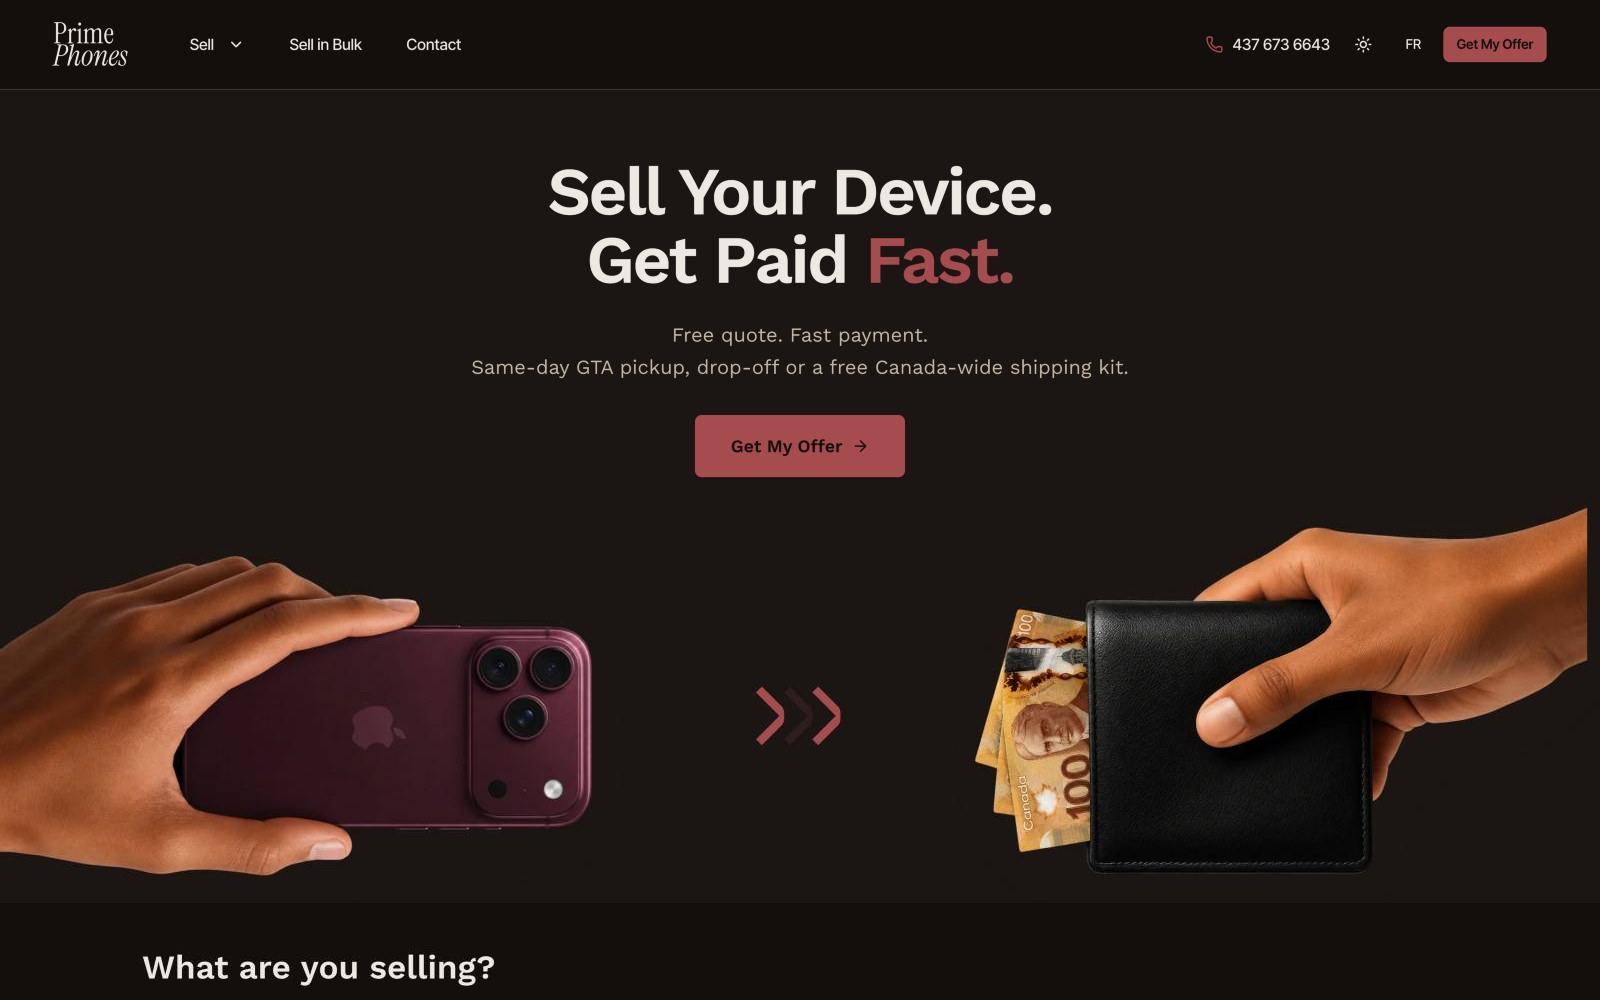 Prime
Phones
Sell
Sell in Bulk
Contact
437 673 6643
FR
Get My Offer
Sell Your Device.
Get Paid Fast.
Free quote. Fast payment.
Same-day GTA pickup, drop-off or a free Canada-wide shipping kit.
Get My Offer →
100
Canada
100
What are you selling?